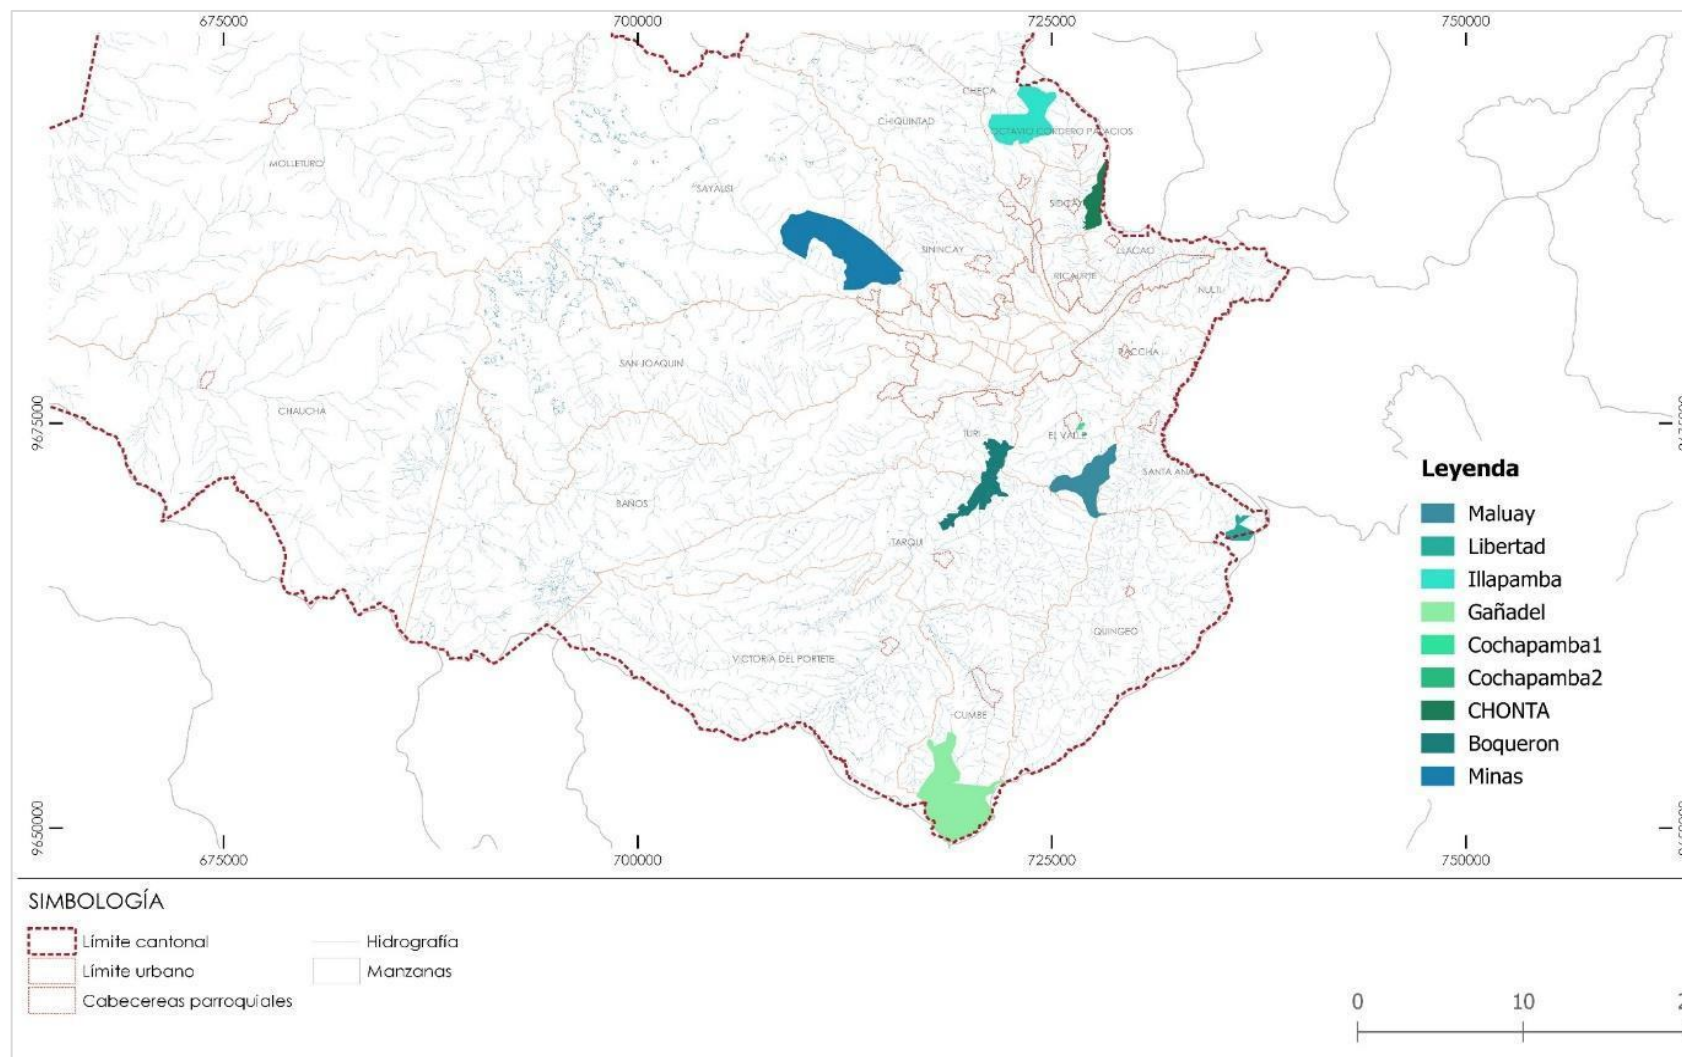 675000
700000
725000
750000
CHECA
CHIQUINTAD
OCTAVIO CORDERO PALACIOS
MOLLETURO
SAYAUSI
SIDCAY
SININCAY
LLACAO
RICAURTE
NULTI
PACCHA
SAN JOAQUIN
CHAUCHA
9675000
TURI
EL VALLE
SANTA ANA
BAÑOS
TARQUI
QUINGEO
VICTORIA DEL PORTETE
CUMBE
9650000
Leyenda
Maluay
Libertad
Illapamba
Gañadel
Cochapamba1
Cochapamba2
CHONTA
Boqueron
Minas
675000
700000
725000
750000
SIMBOLOGÍA
Límite cantonal
Límite urbano
Cabecereas parroquiales
Hidrografía
Manzanas
0
10